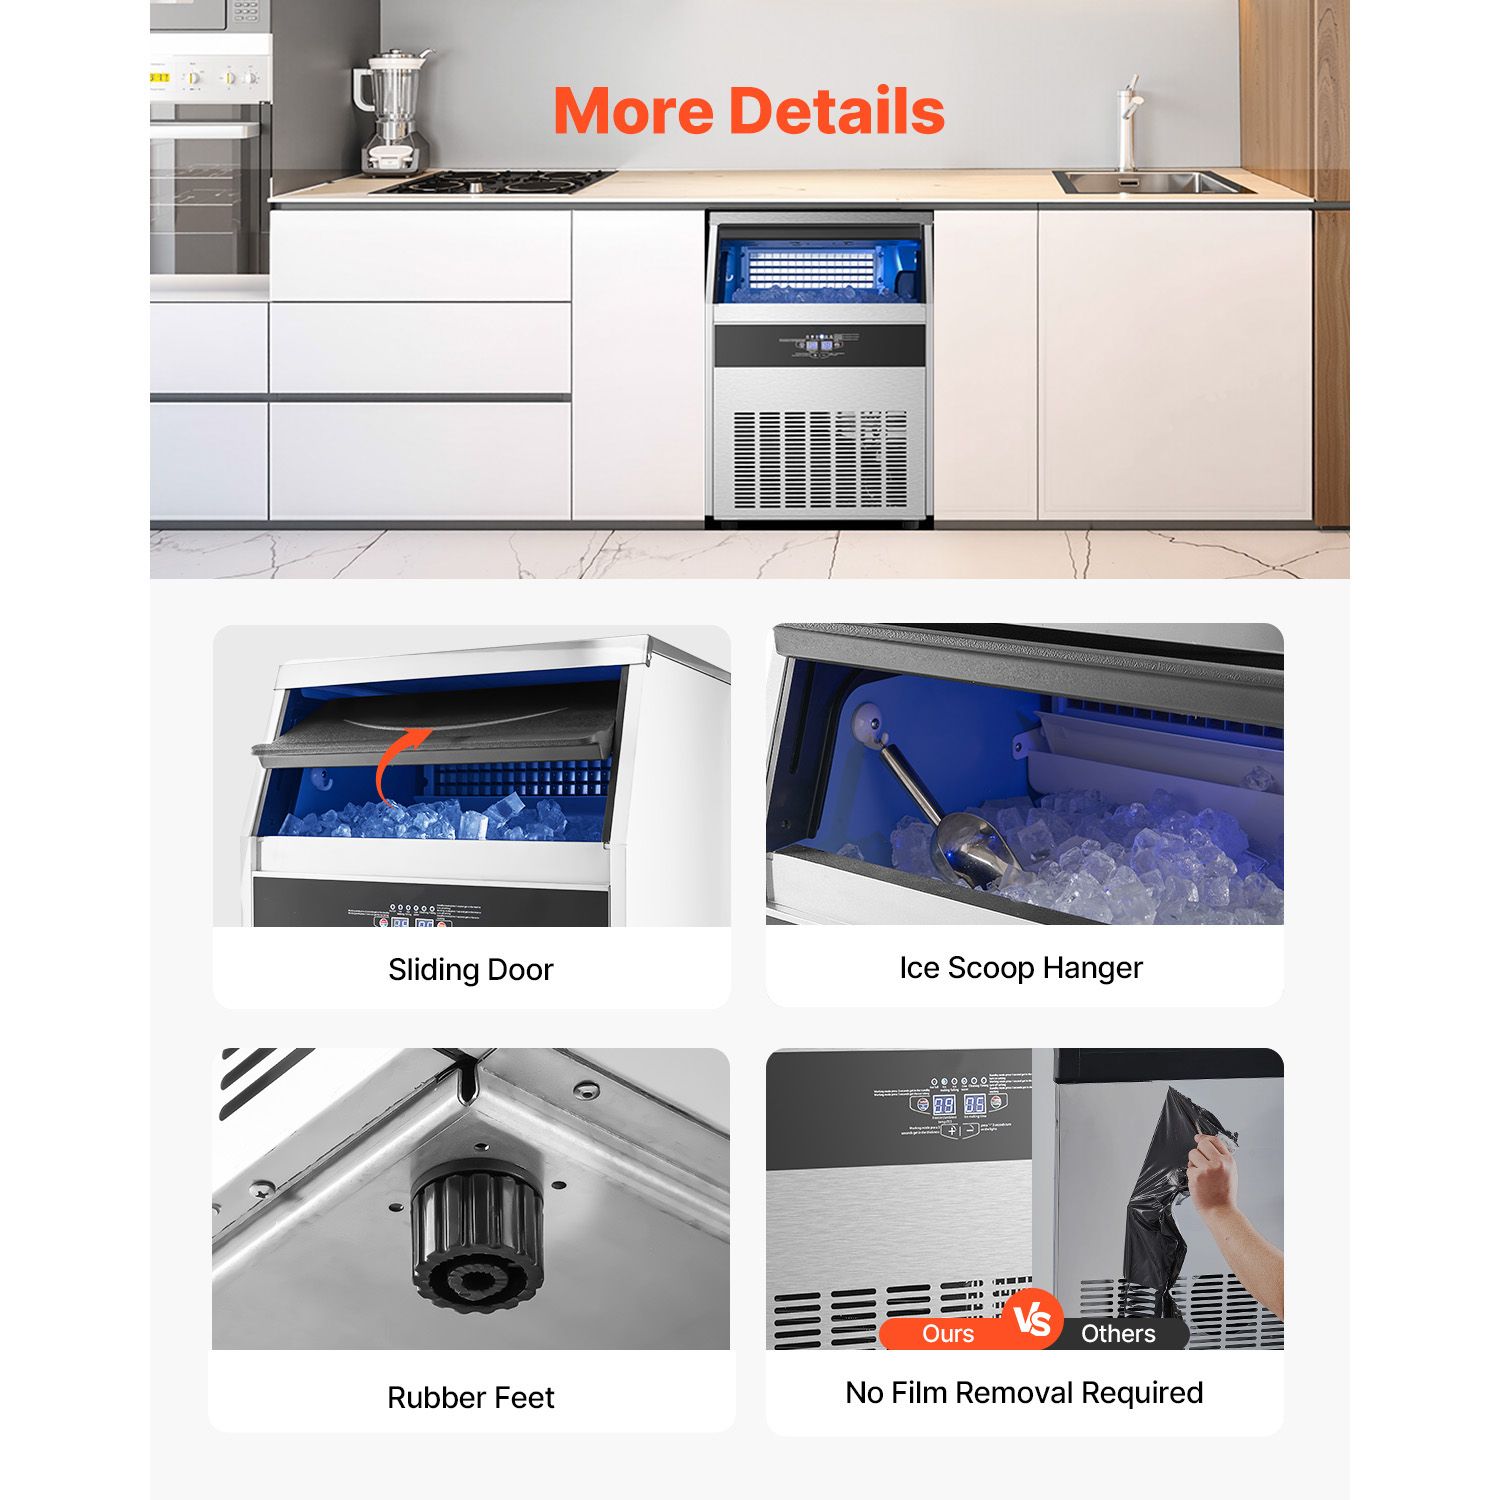 More Details
Sliding Door
Ice Scoop Hanger
Rubber Feet
Ours
VS
Others
No Film Removal Required